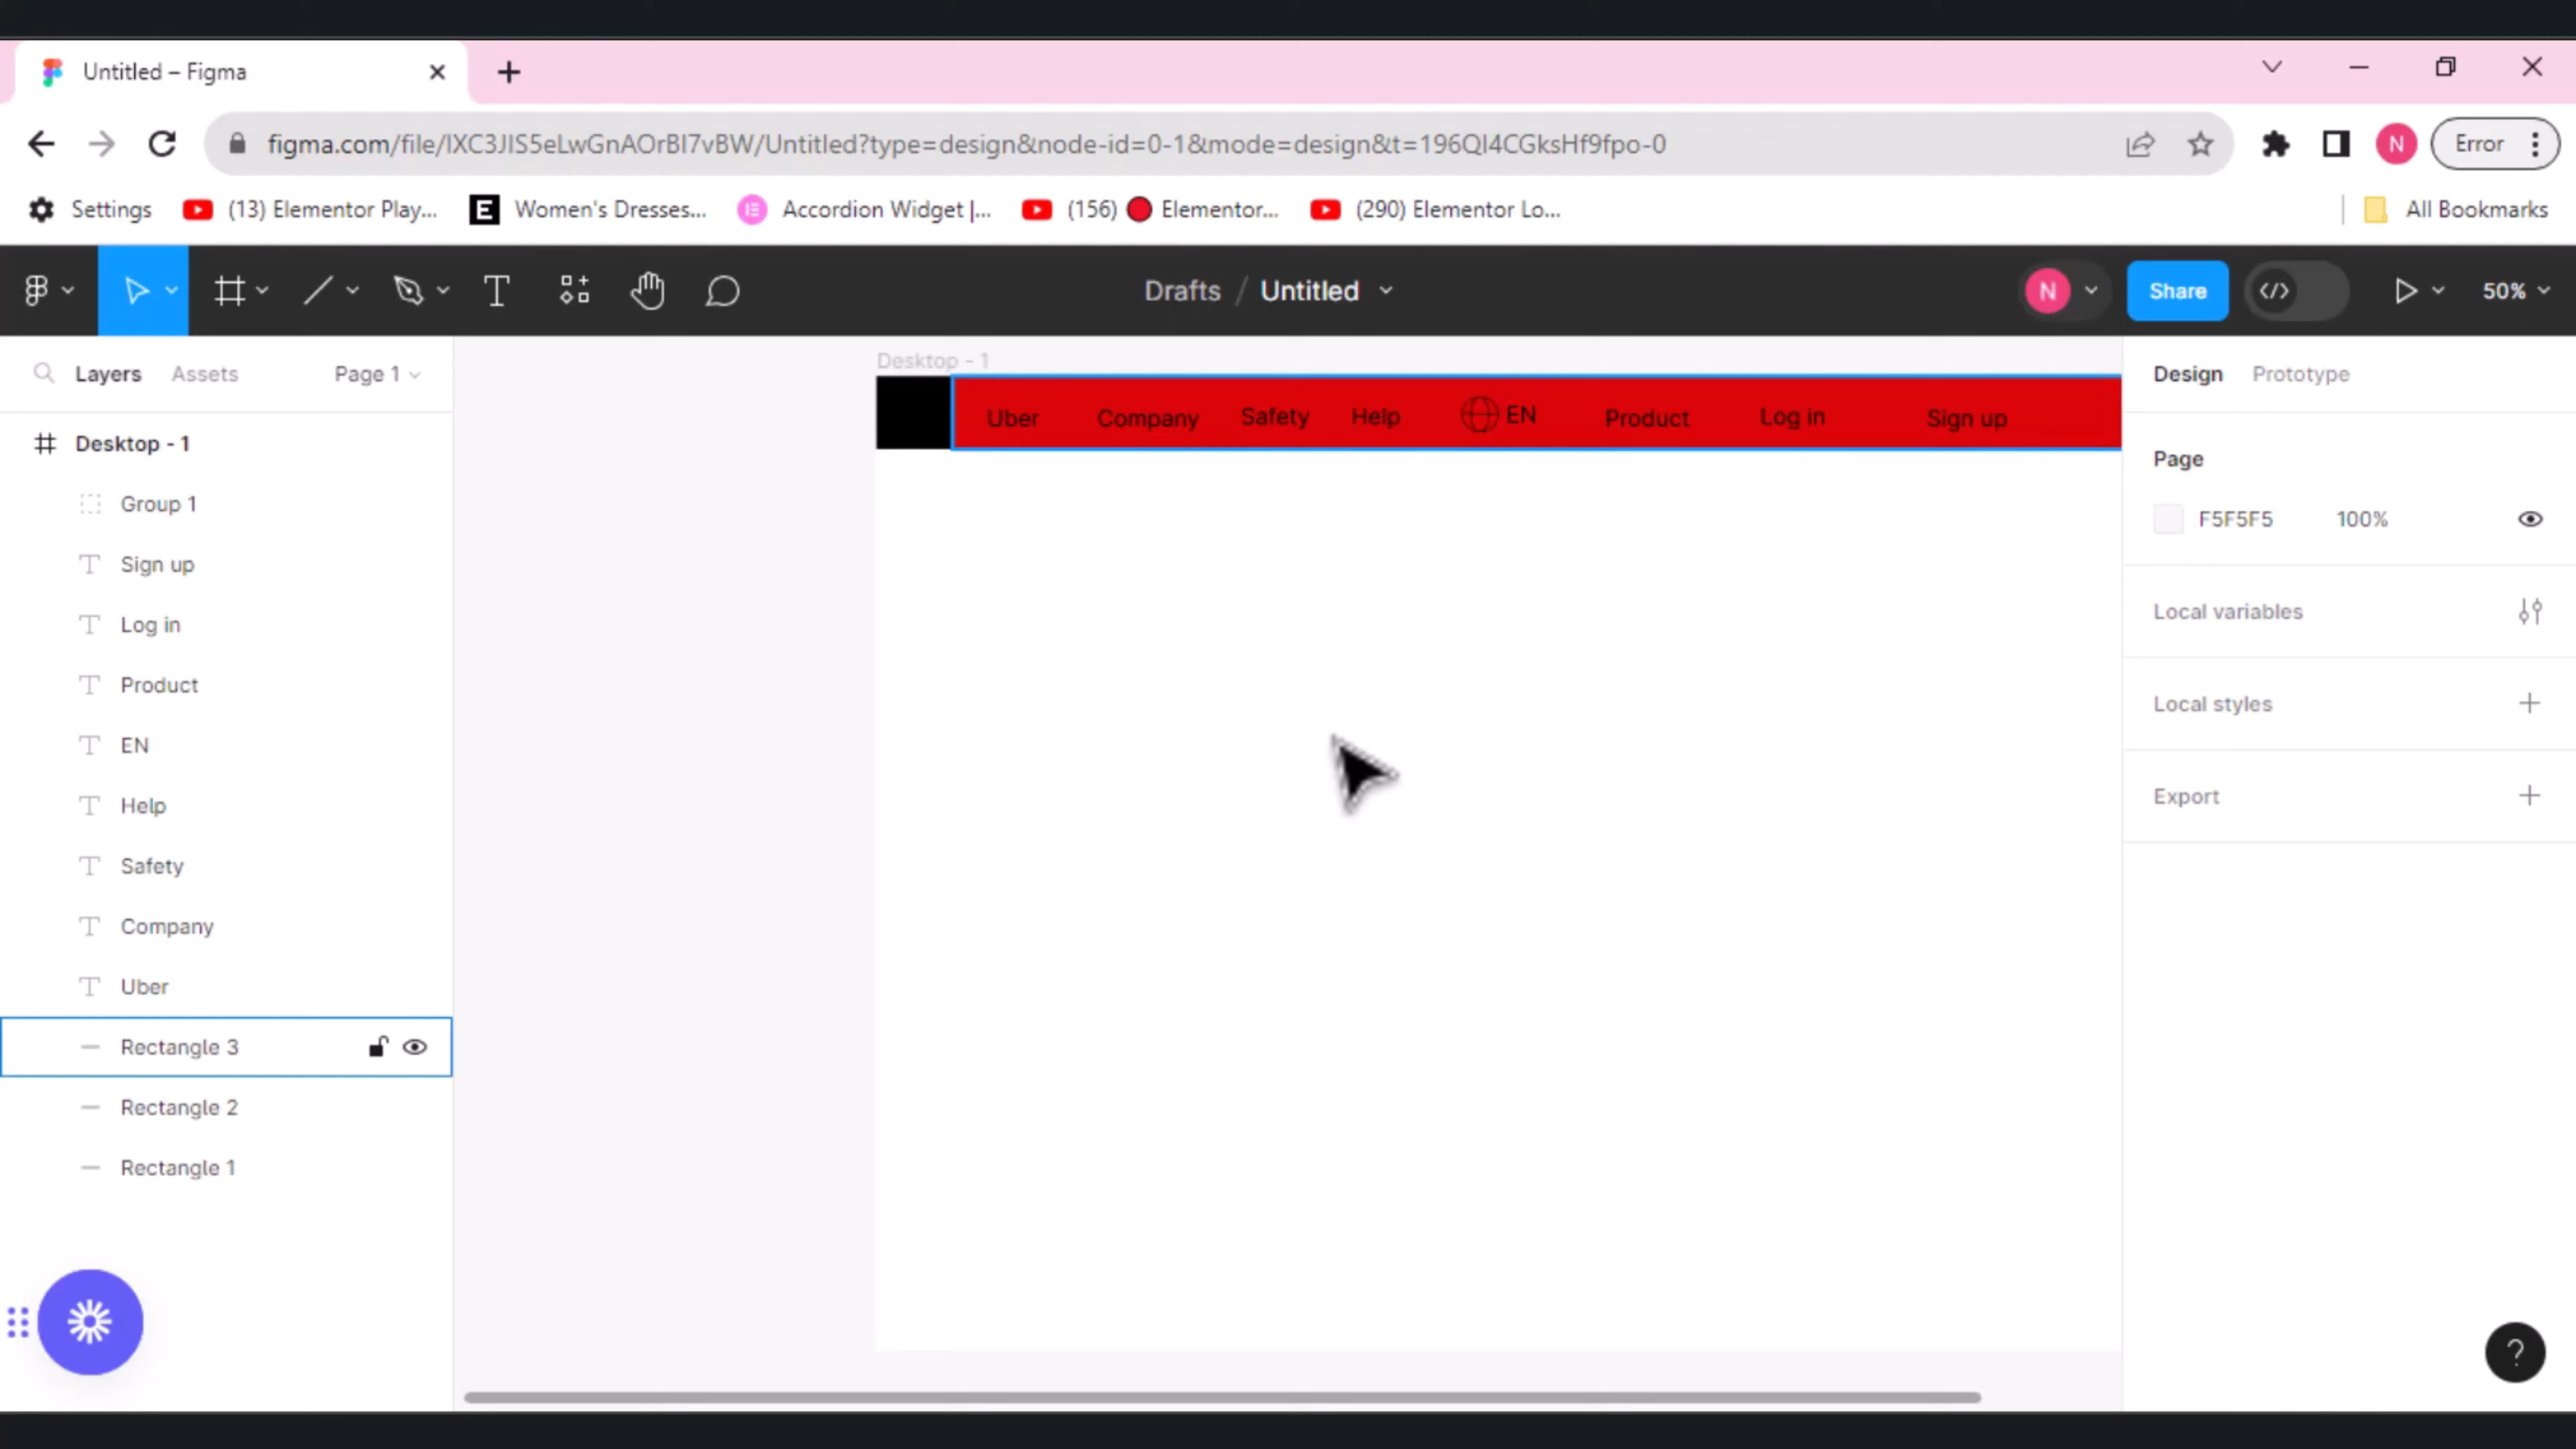 Untitled – Figma
figma.com/file/IXC3JIS5eLwGnAOrBI7vBW/Untitled?type=design&node-id=0-1&mode=design&t=196QI4CGksHf9fpo-0
N
Error
Settings
(13) Elementor Play...
E
Women's Dresses...
Accordion Widget |...
(156)
Elementor...
(290) Elementor Lo...
All Bookmarks
Drafts / Untitled
N
Share
50%
Layers
Assets
Page 1
Desktop - 1
Group 1
Sign up
Log in
Product
EN
Help
Safety
Company
Uber
Rectangle 3
Rectangle 2
Rectangle 1
Desktop - 1
Uber
Company
Safety
Help
EN
Product
Log in
Sign up
Design
Prototype
Page
F5F5F5
100%
Local variables
Local styles
Export
?